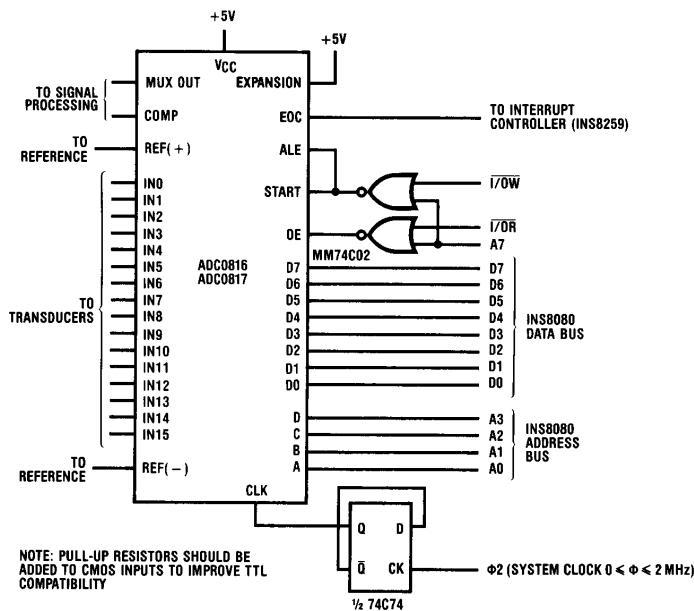 +5V
+5V
VCC
TO SIGNAL
PROCESSING
MUX OUT
EXPANSION
COMP
EOC
TO INTERRUPT
CONTROLLER (INS8259)
TO
REFERENCE
REF(+)
ALE
START
I/OW
I/OR
OE
A7
MM74C02
IN0
IN1
IN2
IN3
IN4
IN5
IN6
IN7
IN8
IN9
IN10
IN11
IN12
IN13
IN14
IN15
TO
TRANSDUCERS
ADC0816
ADC0817
D7
D6
D5
D4
D3
D2
D1
D0
D7
D6
D5
D4
D3
D2
D1
D0
INS8080
DATA BUS
D
C
B
A
A3
A2
A1
A0
INS8080
ADDRESS
BUS
TO
REFERENCE
REF(−)
CLK
Q
D
Q
CK
Φ2 (SYSTEM CLOCK 0 ≤ Φ ≤ 2 MHz)
½ 74C74
NOTE: PULL-UP RESISTORS SHOULD BE
ADDED TO CMOS INPUTS TO IMPROVE TTL
COMPATIBILITY